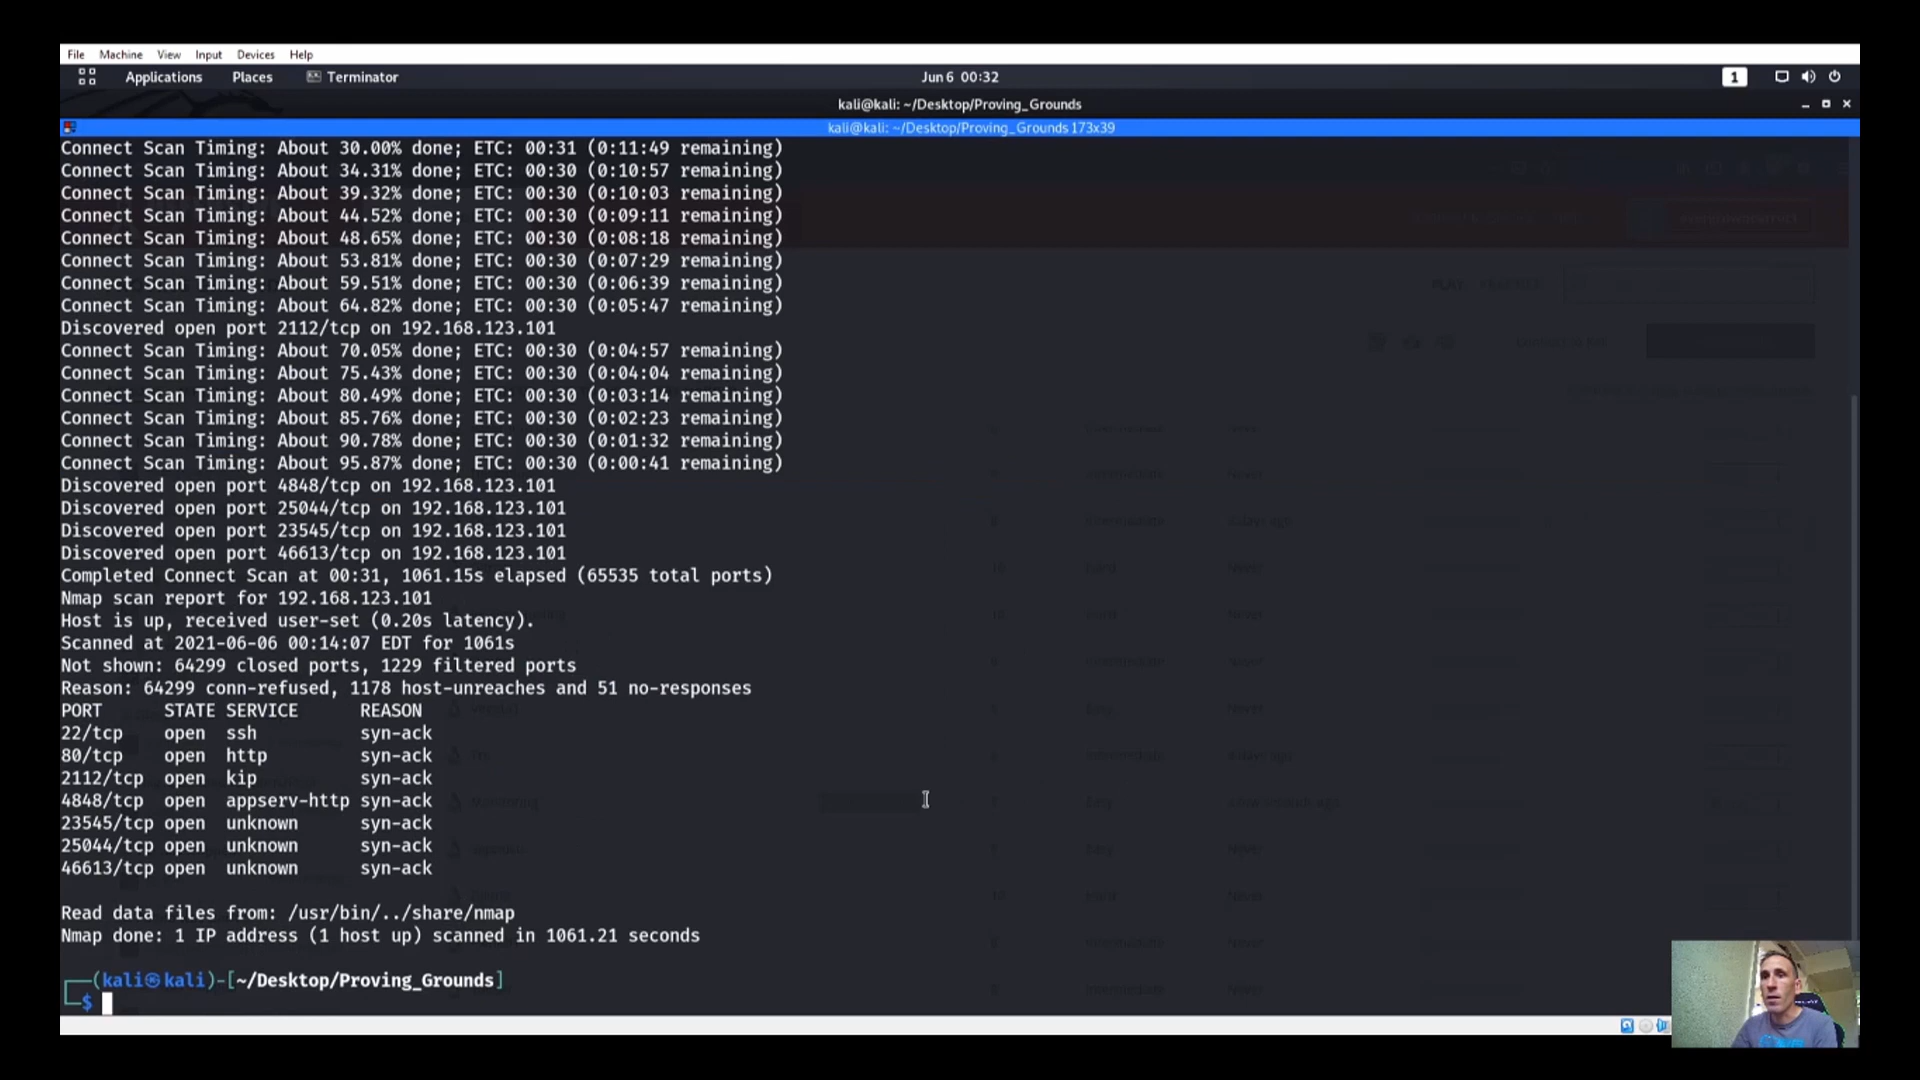 File Machine View Input Devices Help
Applications Places Terminator Jun 6 00:32 1
kali@kali: ~/Desktop/Proving_Grounds
kali@kali: ~/Desktop/Proving_Grounds 173x39
Connect Scan Timing: About 30.00% done; ETC: 00:31 (0:11:49 remaining)
Connect Scan Timing: About 34.31% done; ETC: 00:30 (0:10:57 remaining)
Connect Scan Timing: About 39.32% done; ETC: 00:30 (0:10:03 remaining)
Connect Scan Timing: About 44.52% done; ETC: 00:30 (0:09:11 remaining)
Connect Scan Timing: About 48.65% done; ETC: 00:30 (0:08:18 remaining)
Connect Scan Timing: About 53.81% done; ETC: 00:30 (0:07:29 remaining)
Connect Scan Timing: About 59.51% done; ETC: 00:30 (0:06:39 remaining)
Connect Scan Timing: About 64.82% done; ETC: 00:30 (0:05:47 remaining)
Discovered open port 2112/tcp on 192.168.123.101
Connect Scan Timing: About 70.05% done; ETC: 00:30 (0:04:57 remaining)
Connect Scan Timing: About 75.43% done; ETC: 00:30 (0:04:04 remaining)
Connect Scan Timing: About 80.49% done; ETC: 00:30 (0:03:14 remaining)
Connect Scan Timing: About 85.76% done; ETC: 00:30 (0:02:23 remaining)
Connect Scan Timing: About 90.78% done; ETC: 00:30 (0:01:32 remaining)
Connect Scan Timing: About 95.87% done; ETC: 00:30 (0:00:41 remaining)
Discovered open port 4848/tcp on 192.168.123.101
Discovered open port 25044/tcp on 192.168.123.101
Discovered open port 23545/tcp on 192.168.123.101
Discovered open port 46613/tcp on 192.168.123.101
Completed Connect Scan at 00:31, 1061.15s elapsed (65535 total ports)
Nmap scan report for 192.168.123.101
Host is up, received user-set (0.20s latency).
Scanned at 2021-06-06 00:14:07 EDT for 1061s
Not shown: 64299 closed ports, 1229 filtered ports
Reason: 64299 conn-refused, 1178 host-unreaches and 51 no-responses
PORT STATE SERVICE REASON
22/tcp open ssh syn-ack
80/tcp open http syn-ack
2112/tcp open kip syn-ack
4848/tcp open appserv-http syn-ack
23545/tcp open unknown syn-ack
25044/tcp open unknown syn-ack
46613/tcp open unknown syn-ack
Read data files from: /usr/bin/../share/nmap
Nmap done: 1 IP address (1 host up) scanned in 1061.21 seconds
┌──(kali㉿kali)-[~/Desktop/Proving_Grounds]
└─$